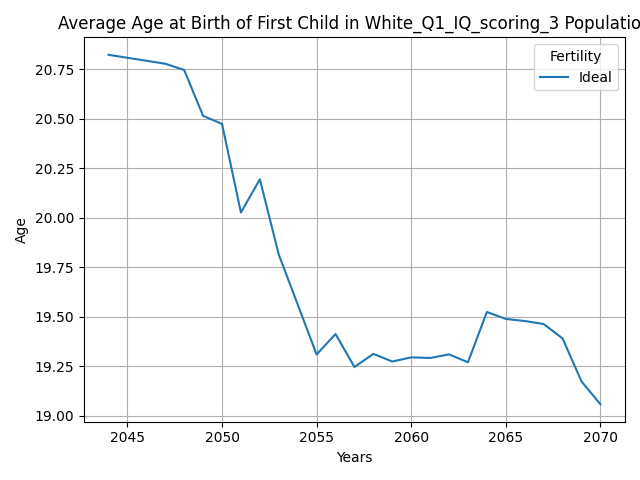 Average Age at Birth of First Child in White_Q1_IQ_scoring_3 Populatio
Fertility
Ideal
20.75
20.50
20.25
20.00
19.75
19.50
19.25
19.00
Age
2045 2050 2055 2060 2065 2070
Years